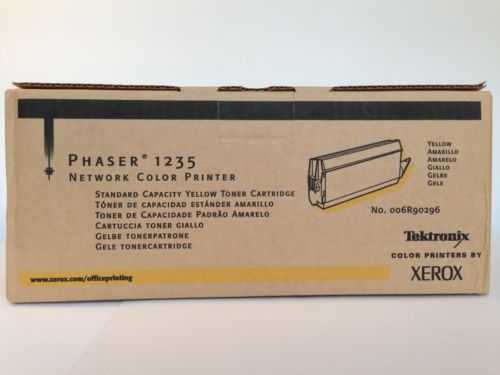 PHASER® 1235
NETWORK COLOR PRINTER
STANDARD CAPACITY YELLOW TONER CARTRIDGE
TÓNER DE CAPACIDAD ESTÁNDER AMARILLO
TONER DE CAPACIDADE PADRÃO AMARELO
CARTUCCIA TONER GIALLO
GELBE TONERPATRONE
GELE TONERCARTRIDGE
www.xerox.com/officeprinting
YELLOW
AMARILLO
AMARELO
GIALLO
GELBE
GELE
No. 006R90296
Tektronix
COLOR PRINTERS BY
XEROX